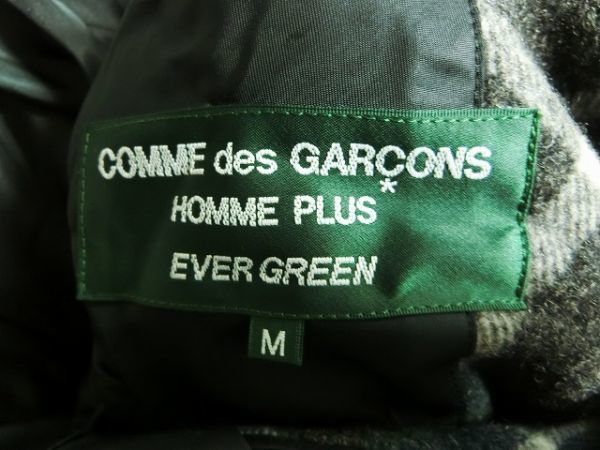 COMME des GARÇONS
HOMME PLUS
EVER GREEN
M